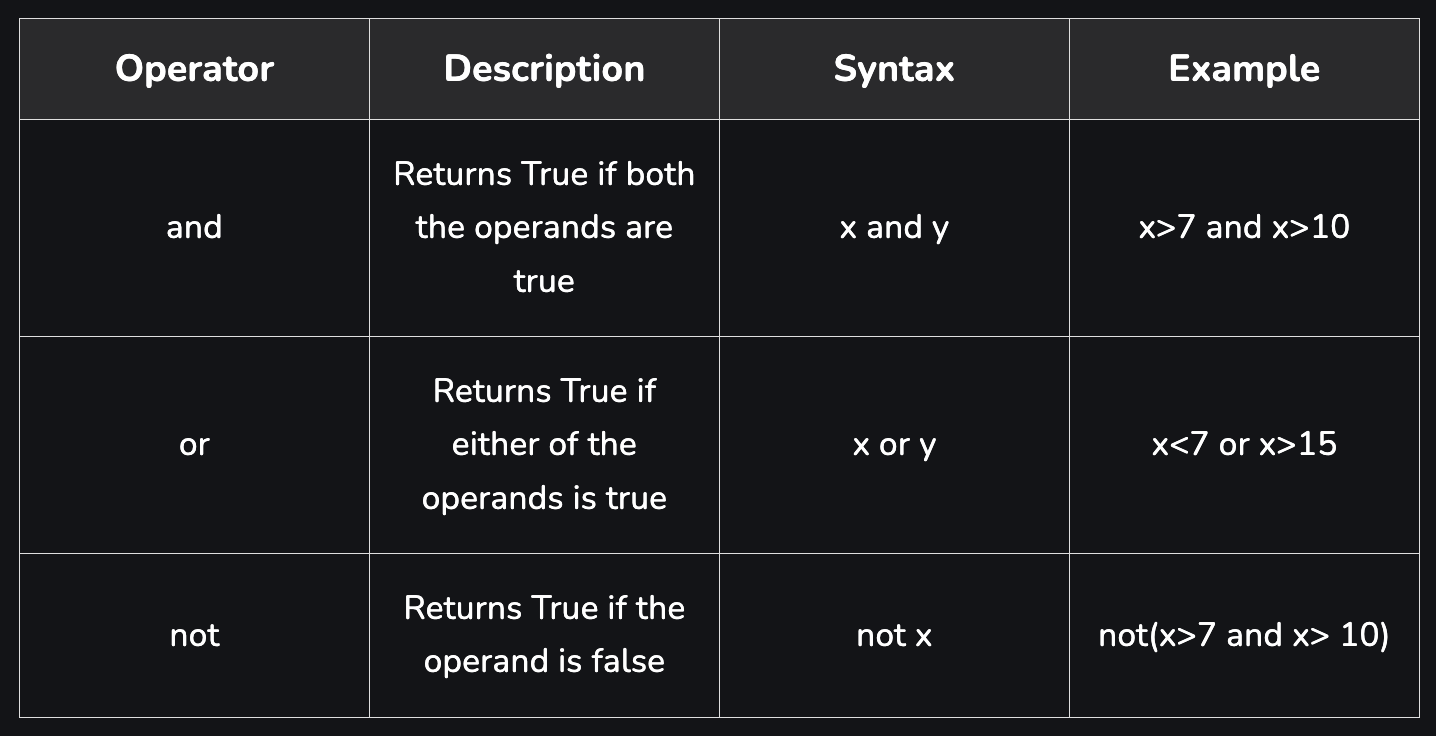 Operator Description Syntax Example
and
Returns True if both
the operands are
true
x and y
x>7 and x>10
or
Returns True if
either of the
operands is true
x or y
x<7 or x>15
not
Returns True if the
operand is false
not x
not(x>7 and x> 10)